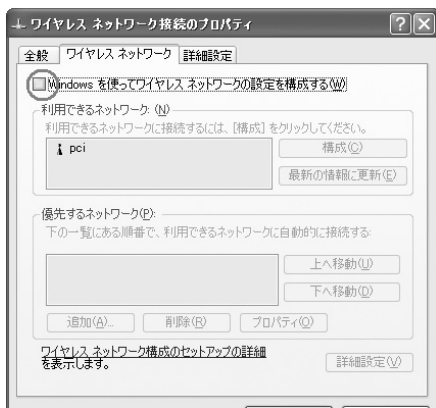 ワイヤレス ネットワーク接続のプロパティ
全般 ワイヤレス ネットワーク 詳細設定
Windows を使ってワイヤレス ネットワークの設定を構成する(W)
利用できるネットワーク: (N)
利用できるネットワークに接続するには、[構成] をクリックしてください。
pci
構成(C)
最新の情報に更新(E)
優先するネットワーク(P):
下の一覧にある順番で、利用できるネットワークに自動的に接続する:
上へ移動(U)
下へ移動(D)
追加(A)... 削除(R) プロパティ(O)
ワイヤレス ネットワーク構成のセットアップの詳細
を表示します。
詳細設定(V)